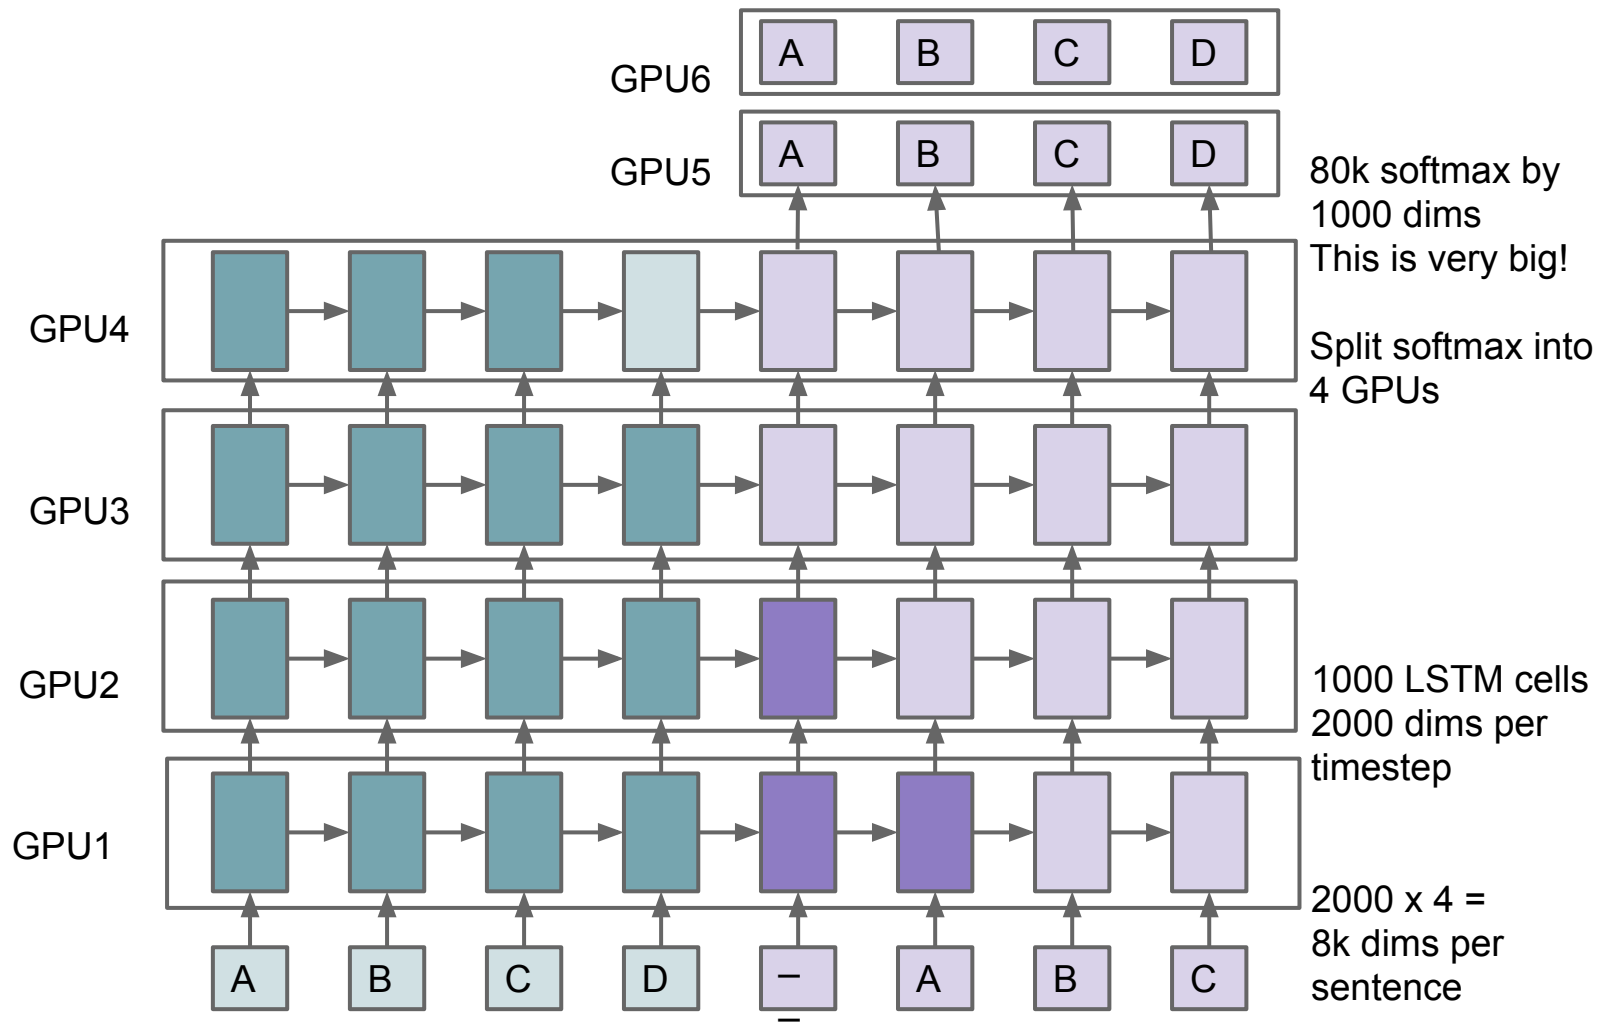 GPU6
A B C D
GPU5
A B C D
80k softmax by
1000 dims
This is very big!
GPU4
Split softmax into
4 GPUs
GPU3
GPU2
1000 LSTM cells
2000 dims per
timestep
GPU1
2000 x 4 =
8k dims per
sentence
A B C D _ A B C
_